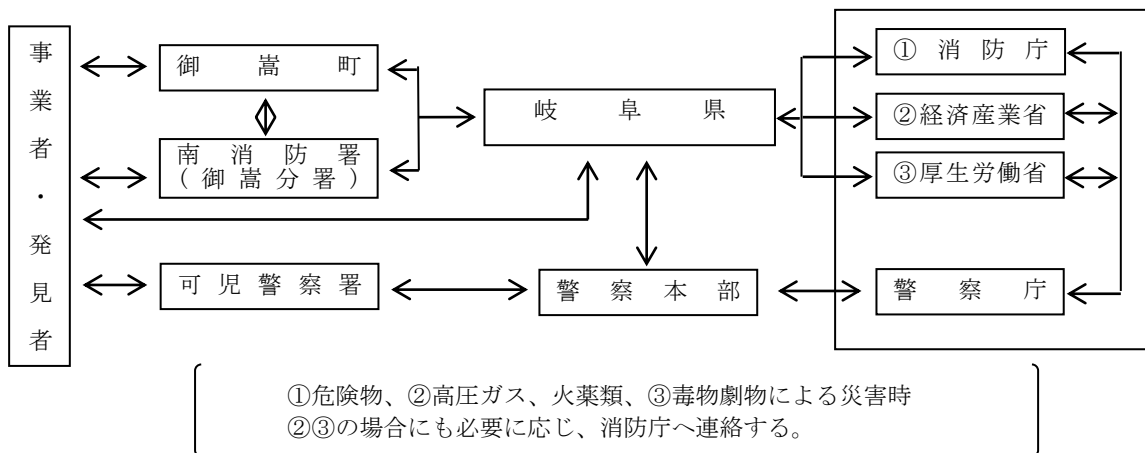 事業者・発見者
御嵩町
南消防署
(御嵩分署)
可児警察署
岐阜県
警察本部
①消防庁
②経済産業省
③厚生労働省
警察庁
①危険物、②高圧ガス、火薬類、③毒物劇物による災害時
②③の場合にも必要に応じ、消防庁へ連絡する。